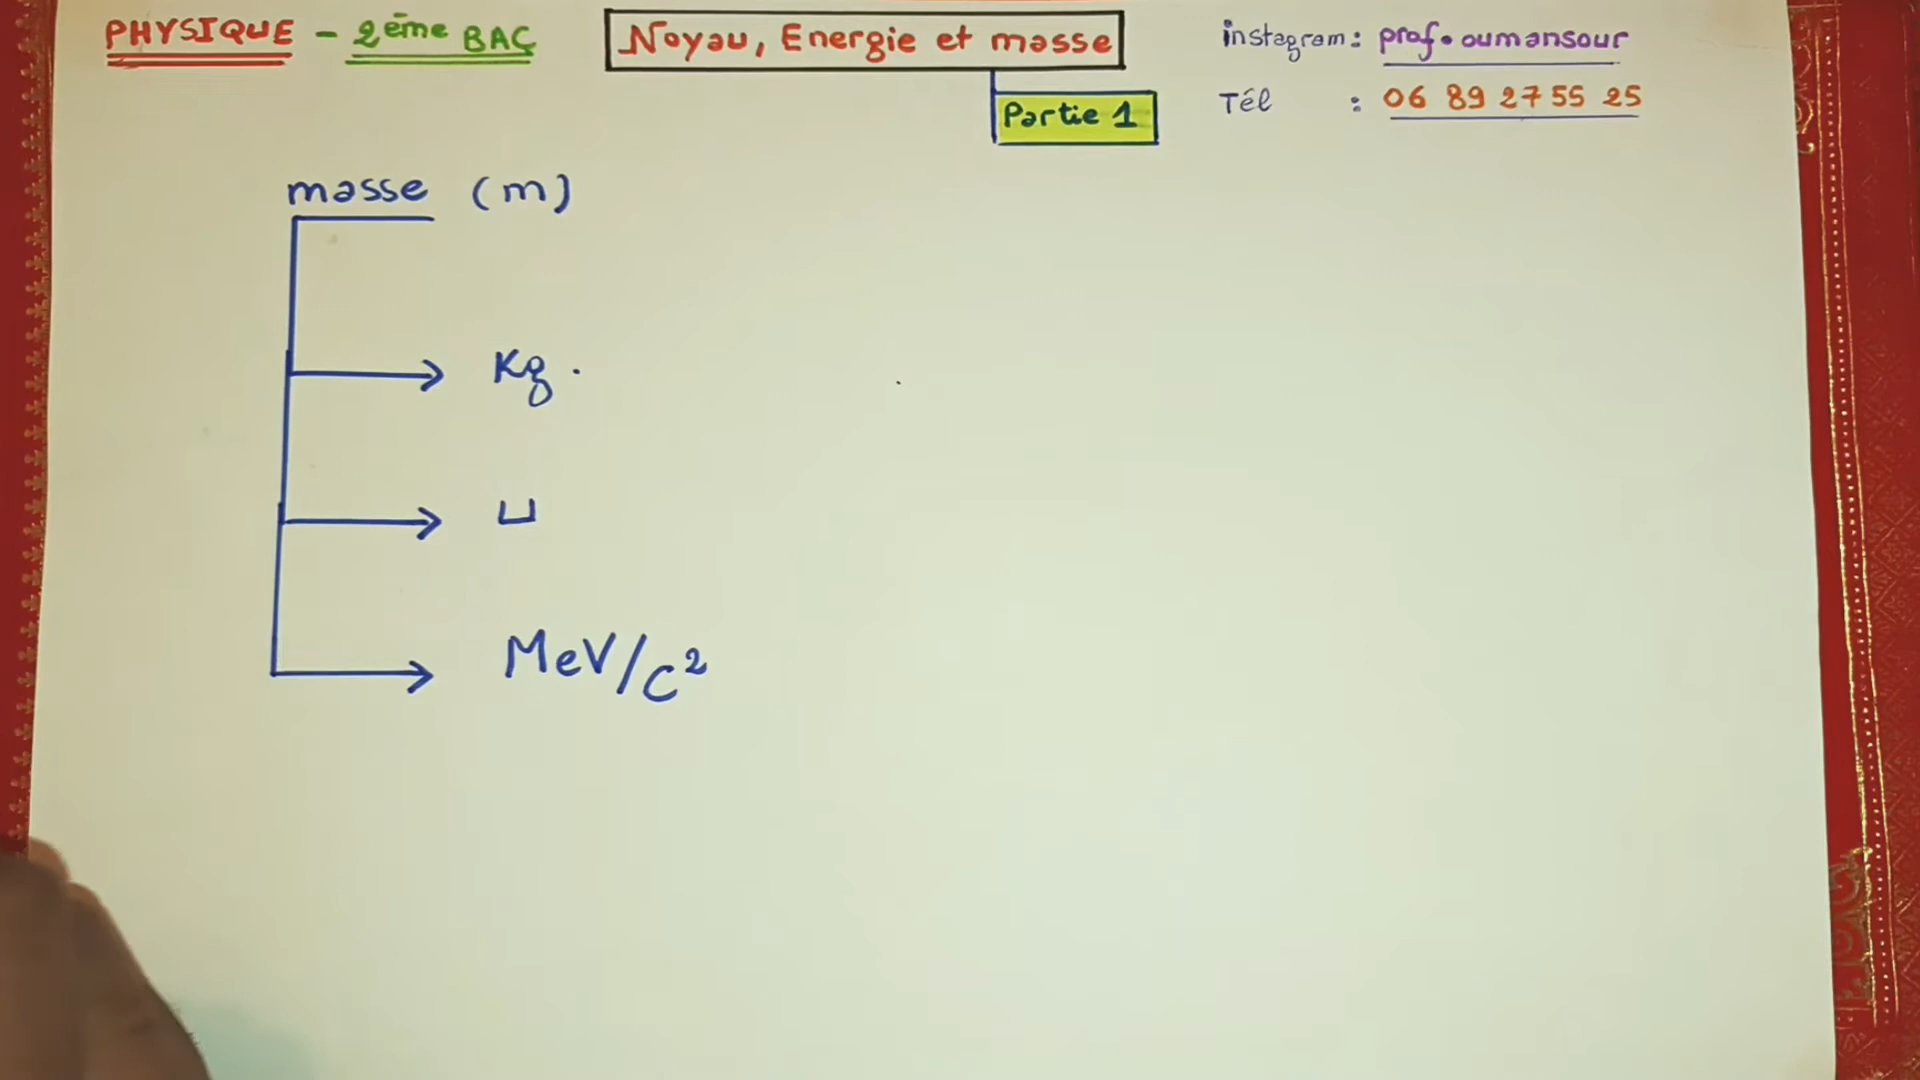 PHYSIQUE - 2ème BAC
Noyau, Energie et masse
Partie 1
instagram: prof.oumansour
Tél : 06 89 27 55 25
masse (m)
Kg.
u
MeV/c²